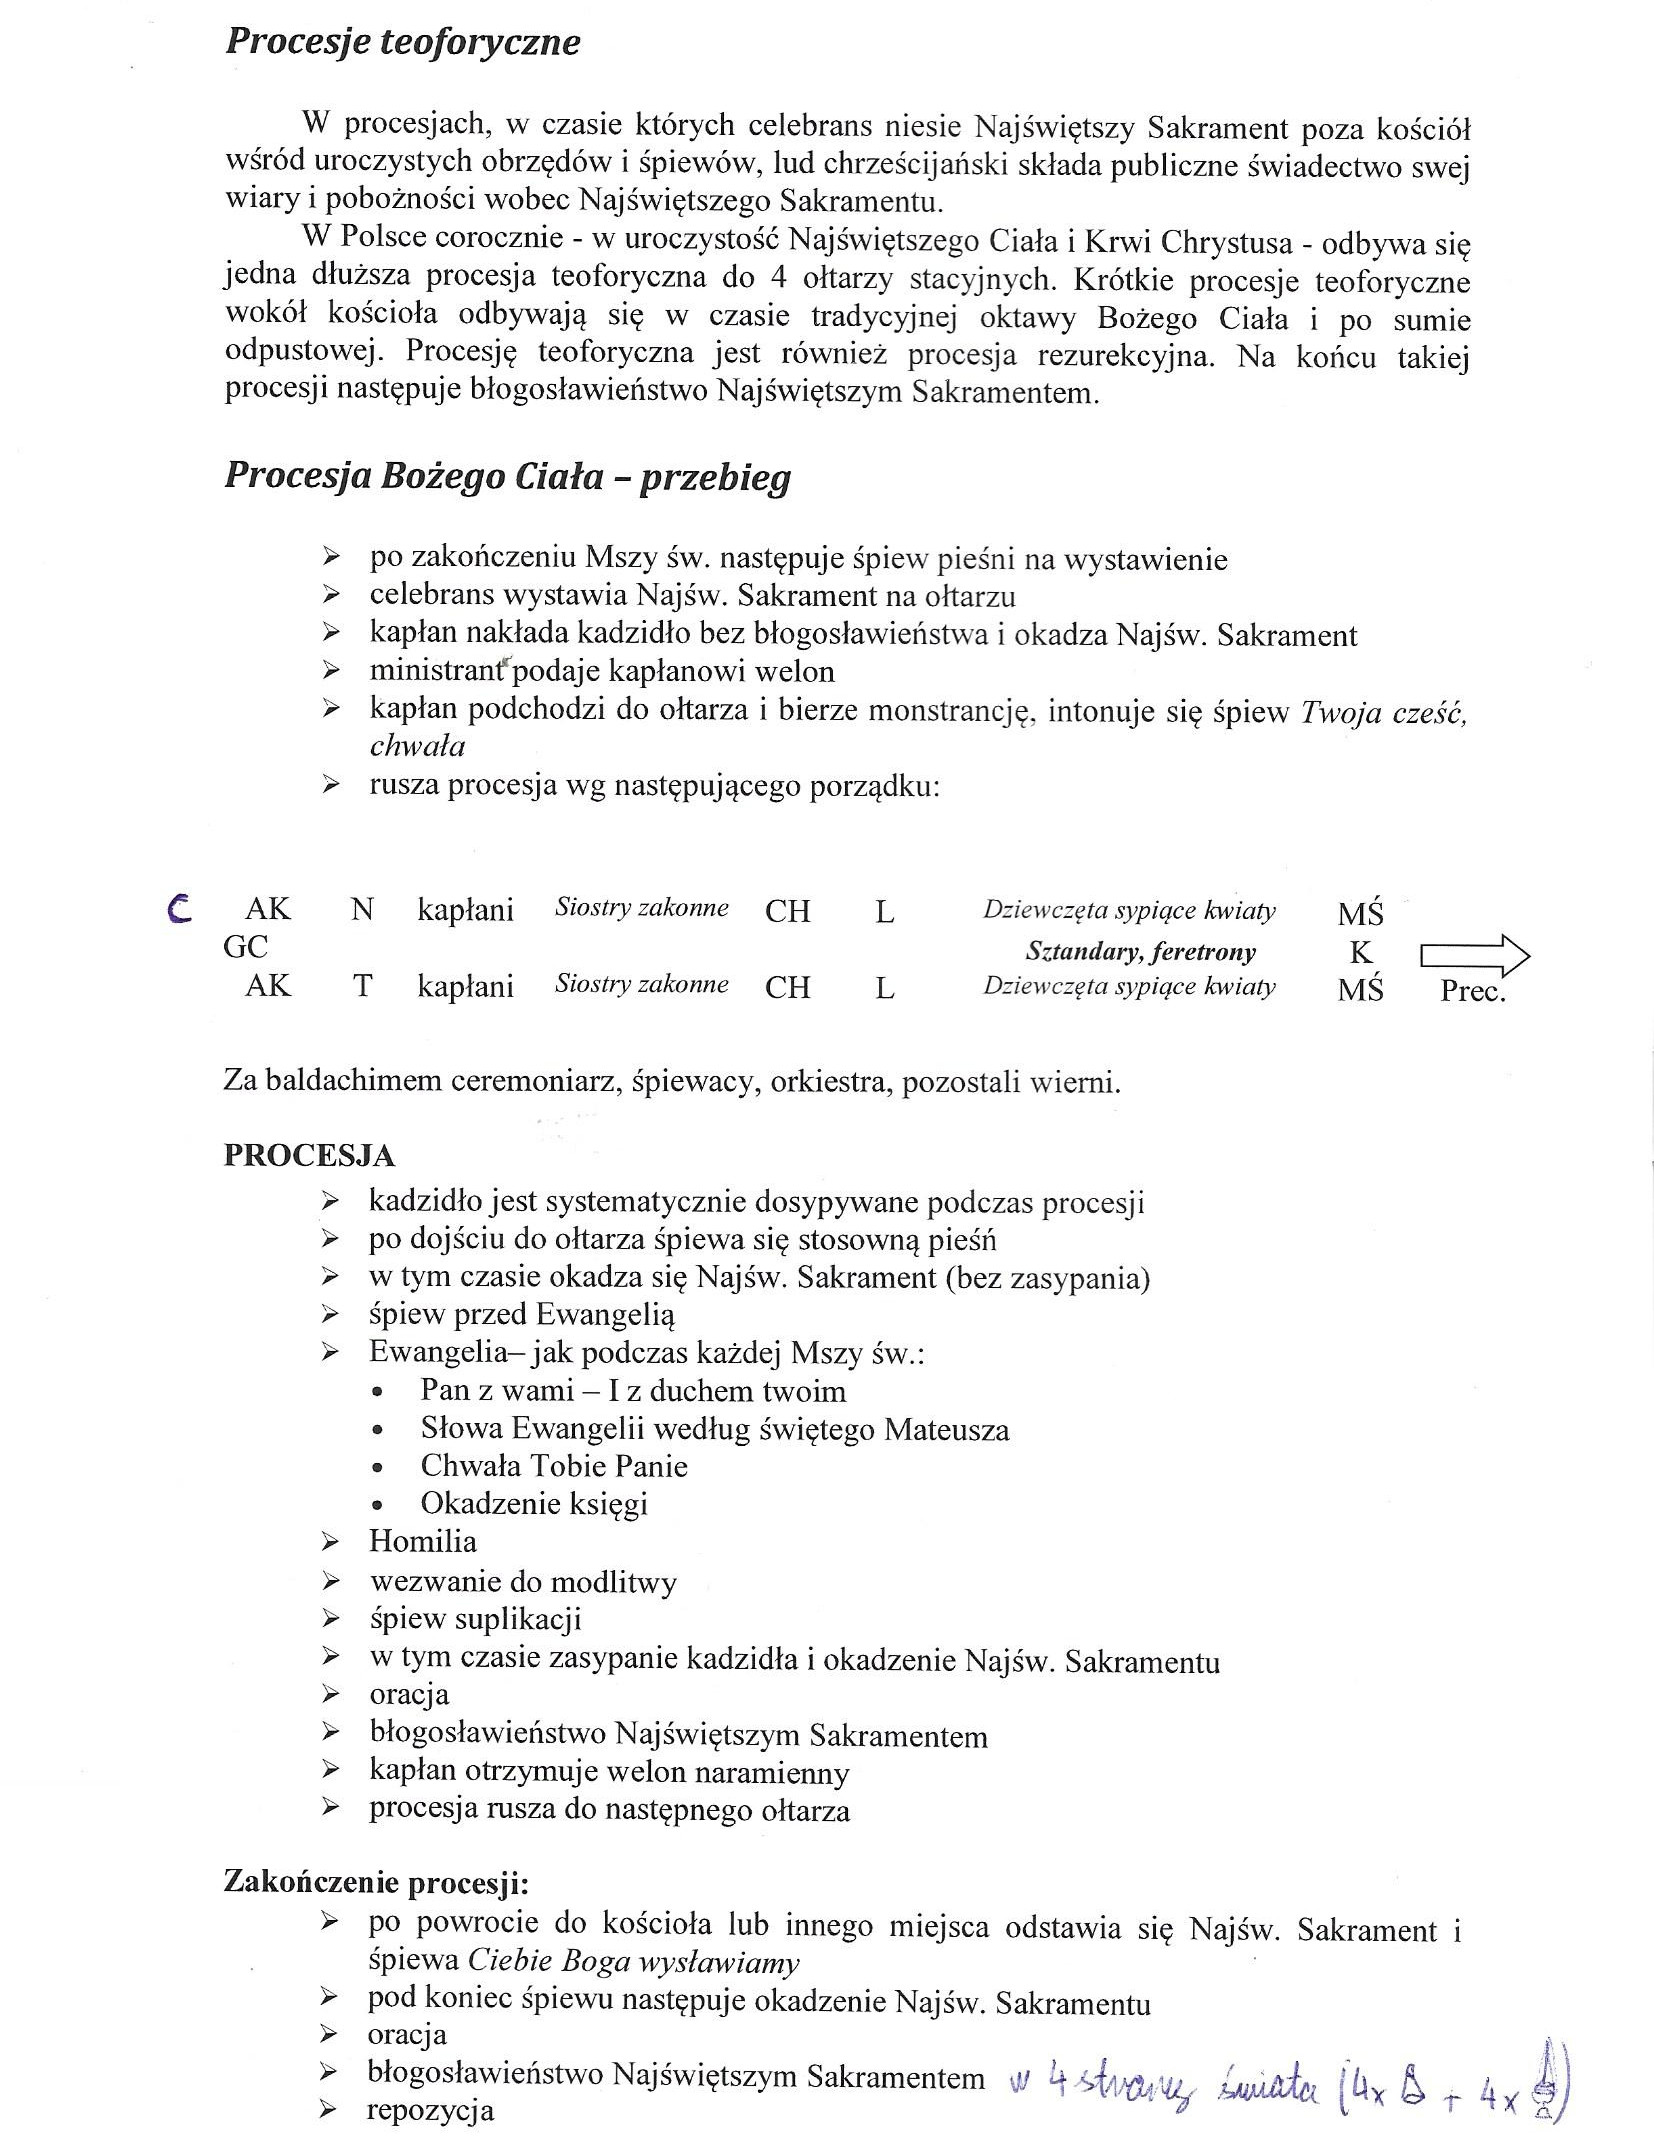 Procesje teoforyczne
W procesjach, w czasie których celebrans niesie Najświętszy Sakrament poza kościół
wśród uroczystych obrzędów i śpiewów, lud chrześcijański składa publiczne świadectwo swej
wiary i pobożności wobec Najświętszego Sakramentu.
W Polsce corocznie - w uroczystość Najświętszego Ciała i Krwi Chrystusa - odbywa się
jedna dłuższa procesja teoforyczna do 4 ołtarzy stacyjnych. Krótkie procesje teoforyczne
wokół kościoła odbywają się w czasie tradycyjnej oktawy Bożego Ciała i po sumie
odpustowej. Procesję teoforyczna jest również procesja rezurekcyjna. Na końcu takiej
procesji następuje błogosławieństwo Najświętszym Sakramentem.
Procesja Bożego Ciała – przebieg
➢ po zakończeniu Mszy św. następuje śpiew pieśni na wystawienie
➢ celebrans wystawia Najśw. Sakrament na ołtarzu
➢ kapłan nakłada kadzidło bez błogosławieństwa i okadza Najśw. Sakrament
➢ ministrant podaje kapłanowi welon
➢ kapłan podchodzi do ołtarza i bierze monstrancję, intonuje się śpiew Twoja cześć,
chwała
➢ rusza procesja wg następującego porządku:
C AK N kapłani Siostry zakonne CH L Dziewczęta sypiące kwiaty MŚ
GC Sztandary, feretrony K
AK T kapłani Siostry zakonne CH L Dziewczęta sypiące kwiaty MŚ Prec.
Za baldachimem ceremoniarz, śpiewacy, orkiestra, pozostali wierni.
PROCESJA
➢ kadzidło jest systematycznie dosypywane podczas procesji
➢ po dojściu do ołtarza śpiewa się stosowną pieśń
➢ w tym czasie okadza się Najśw. Sakrament (bez zasypania)
➢ śpiew przed Ewangelią
➢ Ewangelia– jak podczas każdej Mszy św.:
• Pan z wami – I z duchem twoim
• Słowa Ewangelii według świętego Mateusza
• Chwała Tobie Panie
• Okadzenie księgi
➢ Homilia
➢ wezwanie do modlitwy
➢ śpiew suplikacji
➢ w tym czasie zasypanie kadzidła i okadzenie Najśw. Sakramentu
➢ oracja
➢ błogosławieństwo Najświętszym Sakramentem
➢ kapłan otrzymuje welon naramienny
➢ procesja rusza do następnego ołtarza
Zakończenie procesji:
➢ po powrocie do kościoła lub innego miejsca odstawia się Najśw. Sakrament i
śpiewa Ciebie Boga wysławiamy
➢ pod koniec śpiewu następuje okadzenie Najśw. Sakramentu
➢ oracja
➢ błogosławieństwo Najświętszym Sakramentem w 4 strony świata (4x + 4x )
➢ repozycja